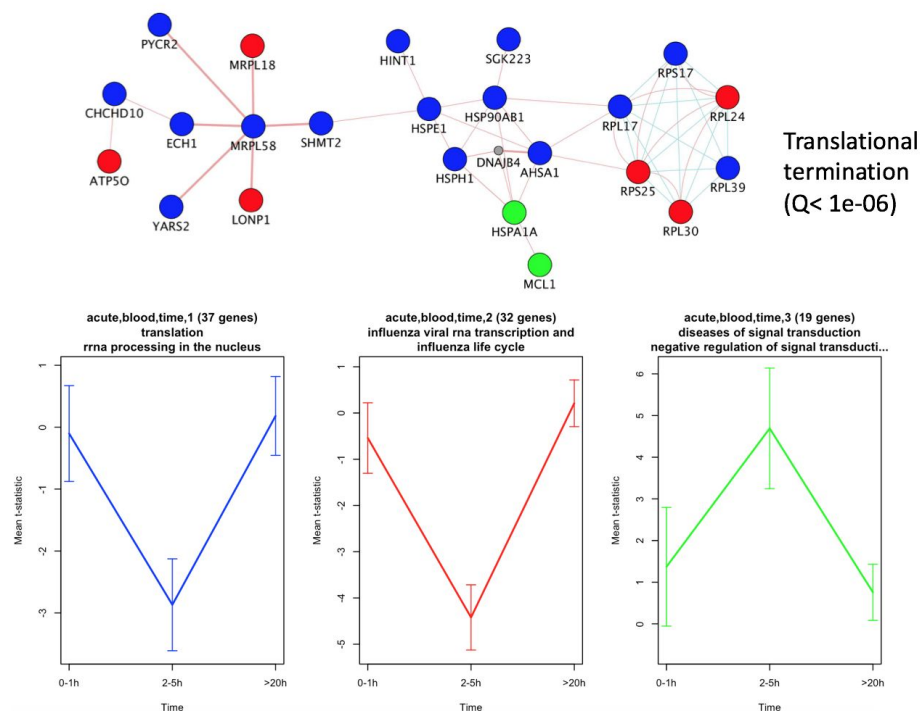 PYCR2
MRPL18
CHCHD10
ECH1
MRPL58
SHMT2
ATP5O
YARS2
LONP1
HINT1
SGK223
HSPE1
HSP90AB1
HSPH1
DNAJB4
AHSA1
HSPA1A
MCL1
RPS17
RPL24
RPL17
RPS25
RPL39
RPL30
Translational
termination
(Q< 1e-06)
acute,blood,time,1 (37 genes)
translation
rrna processing in the nucleus
Mean t-statistic
1
0
-1
-2
-3
0-1h
2-5h
>20h
Time
acute,blood,time,2 (32 genes)
influenza viral rna transcription and
influenza life cycle
Mean t-statistic
1
0
-1
-2
-3
-4
-5
0-1h
2-5h
>20h
Time
acute,blood,time,3 (19 genes)
diseases of signal transduction
negative regulation of signal transducti...
Mean t-statistic
6
5
4
3
2
1
0
0-1h
2-5h
>20h
Time